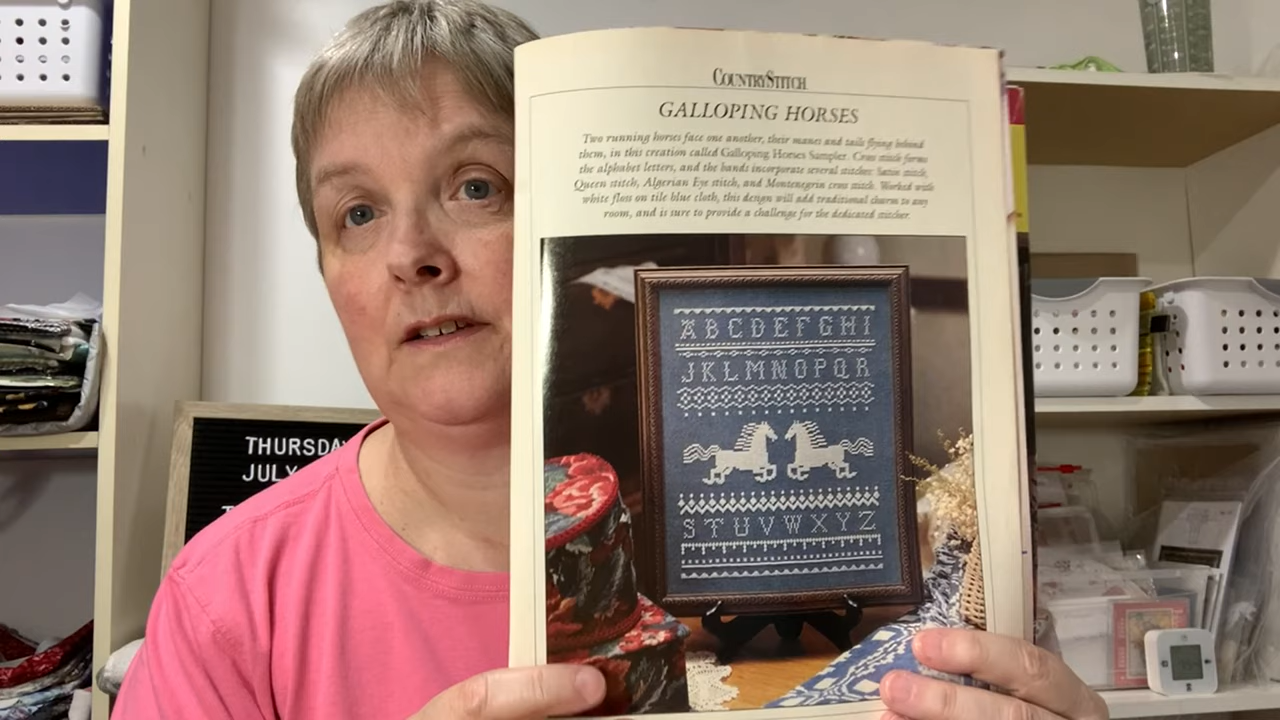 COUNTRYSTITCH
GALLOPING HORSES
Two running horses face one another, their manes and tails flying behind
them, in this creation called Galloping Horses Sampler. Cross stitch forms
the alphabet letters, and the bands incorporate several stitches: Satin stitch,
Queen stitch, Algerian Eye stitch, and Montenegrin cross stitch. Worked with
white floss on tile blue cloth, this design will add traditional charm to any
room, and is sure to provide a challenge for the dedicated stitcher.
ABCDEFGHI
JKLMNOPQR
STUVWXYZ
THURSDAY
JULY
T